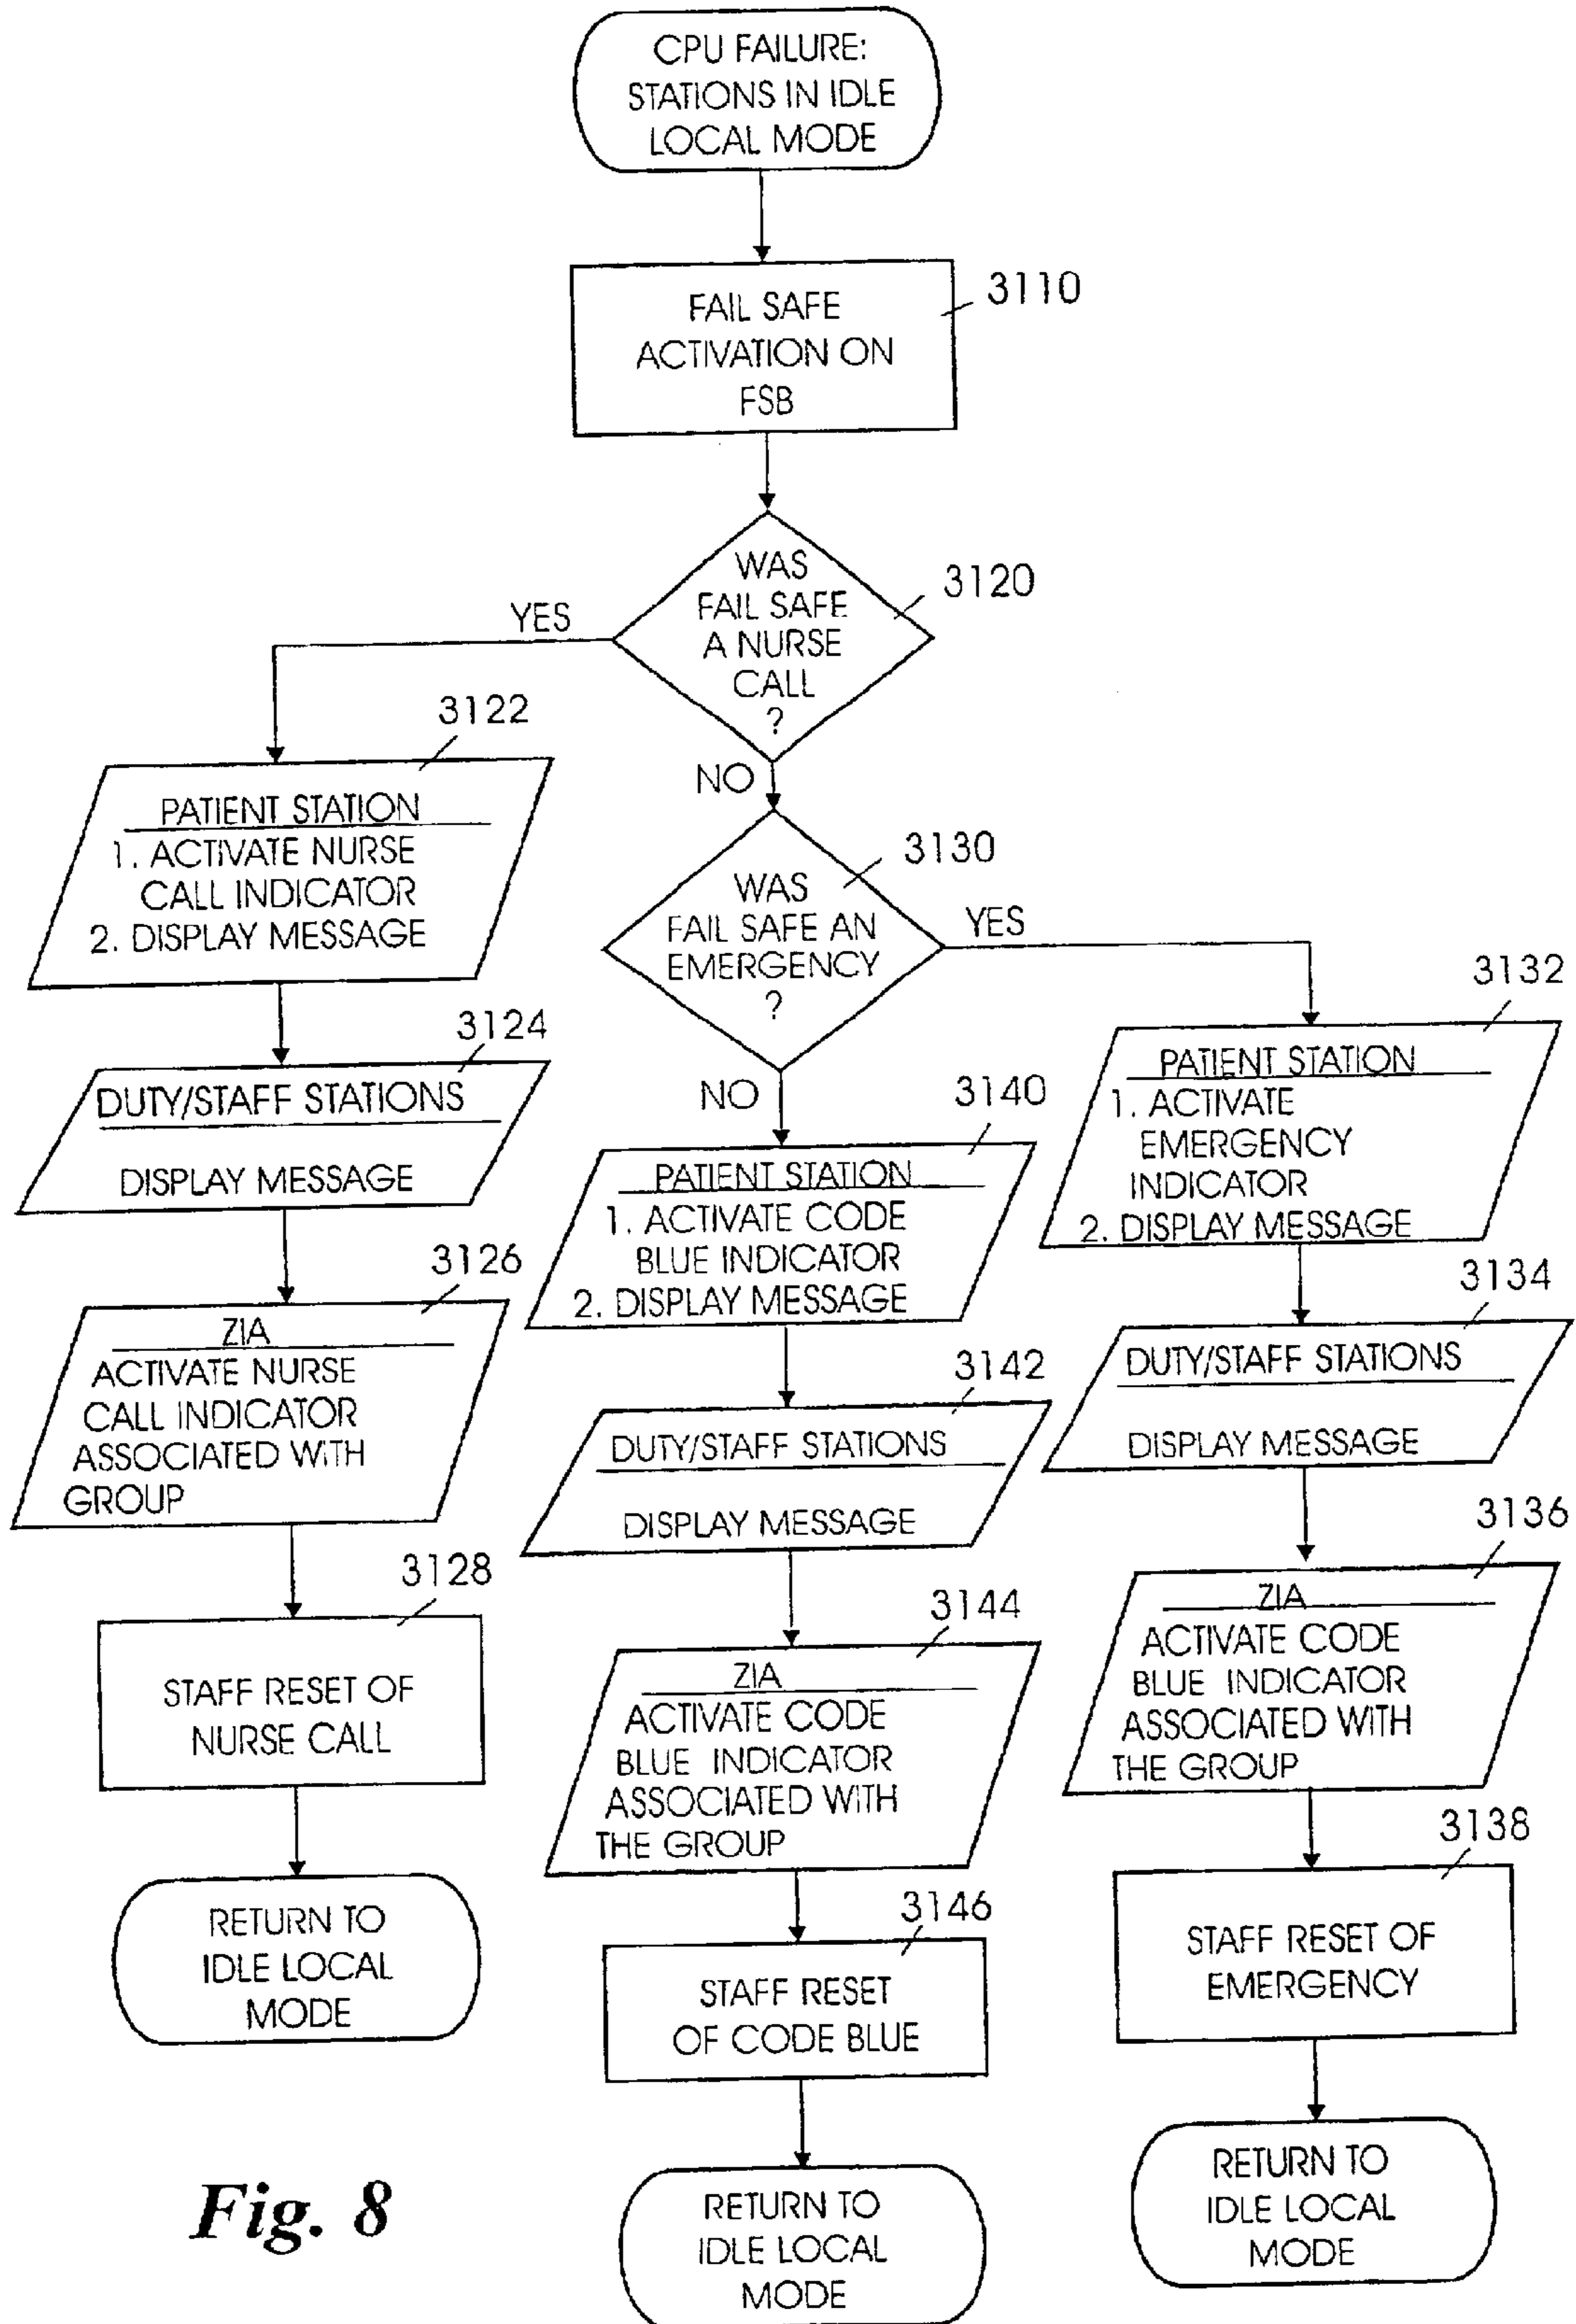 CPU FAILURE:
STATIONS IN IDLE
LOCAL MODE
3110
FAIL SAFE
ACTIVATION ON
FSB
3120
WAS
FAIL SAFE
A NURSE
CALL
?
YES
NO
3122
PATIENT STATION
1. ACTIVATE NURSE
CALL INDICATOR
2. DISPLAY MESSAGE
3124
DUTY/STAFF STATIONS
DISPLAY MESSAGE
3126
ZIA
ACTIVATE NURSE
CALL INDICATOR
ASSOCIATED WITH
GROUP
3128
STAFF RESET OF
NURSE CALL
RETURN TO
IDLE LOCAL
MODE
3130
WAS
FAIL SAFE AN
EMERGENCY
?
YES
NO
3140
PATIENT STATION
1. ACTIVATE CODE
BLUE INDICATOR
2. DISPLAY MESSAGE
3142
DUTY/STAFF STATIONS
DISPLAY MESSAGE
3144
ZIA
ACTIVATE CODE
BLUE INDICATOR
ASSOCIATED WITH
THE GROUP
3146
STAFF RESET
OF CODE BLUE
RETURN TO
IDLE LOCAL
MODE
3132
PATIENT STATION
1. ACTIVATE
EMERGENCY
INDICATOR
2. DISPLAY MESSAGE
3134
DUTY/STAFF STATIONS
DISPLAY MESSAGE
3136
ZIA
ACTIVATE CODE
BLUE INDICATOR
ASSOCIATED WITH
THE GROUP
3138
STAFF RESET OF
EMERGENCY
RETURN TO
IDLE LOCAL
MODE
Fig. 8